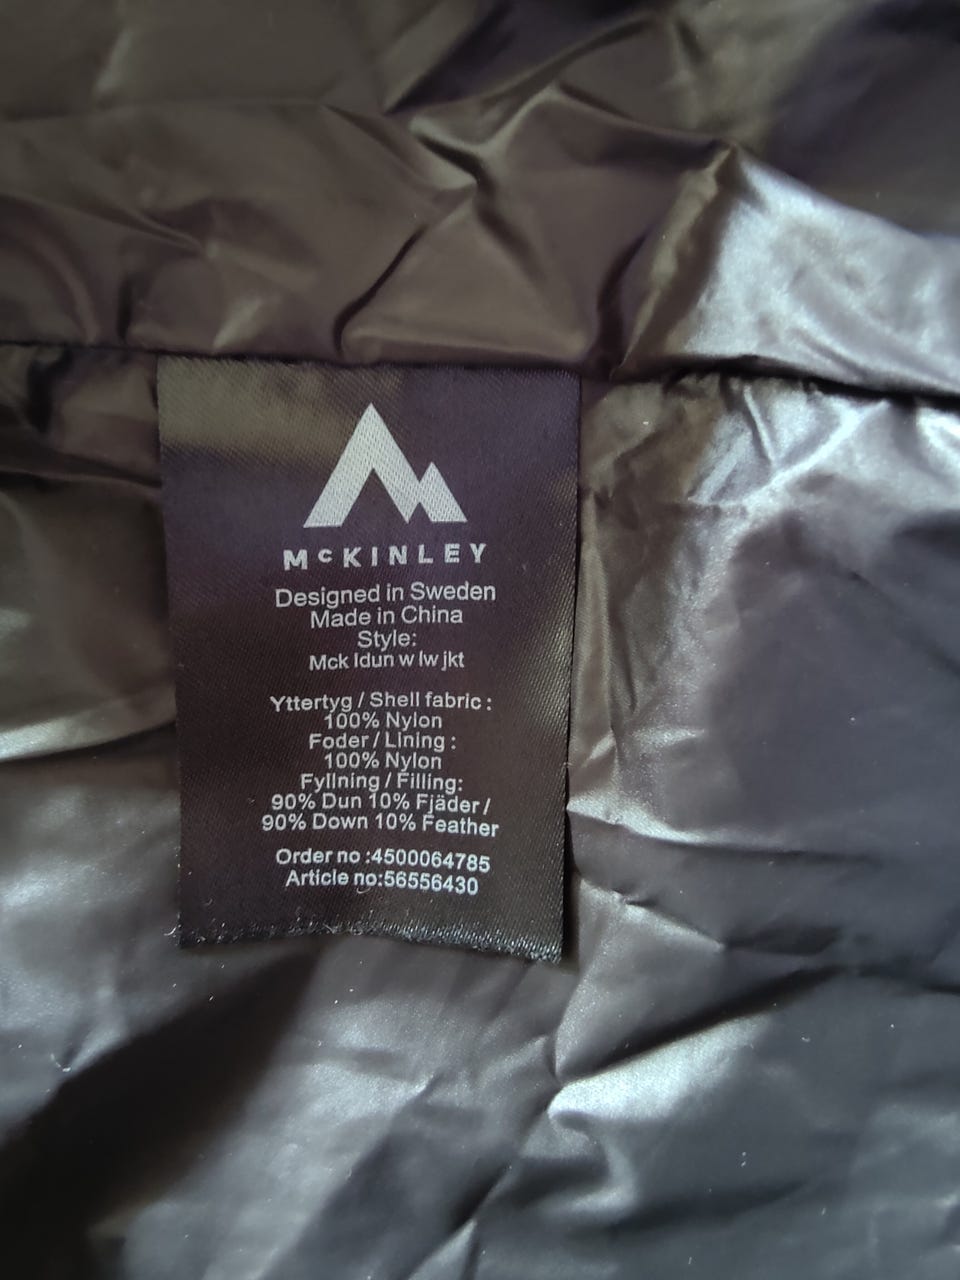 McKINLEY
Designed in Sweden
Made in China
Style:
Mck Idun w lw jkt
Yttertyg / Shell fabric :
100% Nylon
Foder / Lining :
100% Nylon
Fyllning / Filling:
90% Dun 10% Fjäder /
90% Down 10% Feather
Order no :4500064785
Article no:56556430